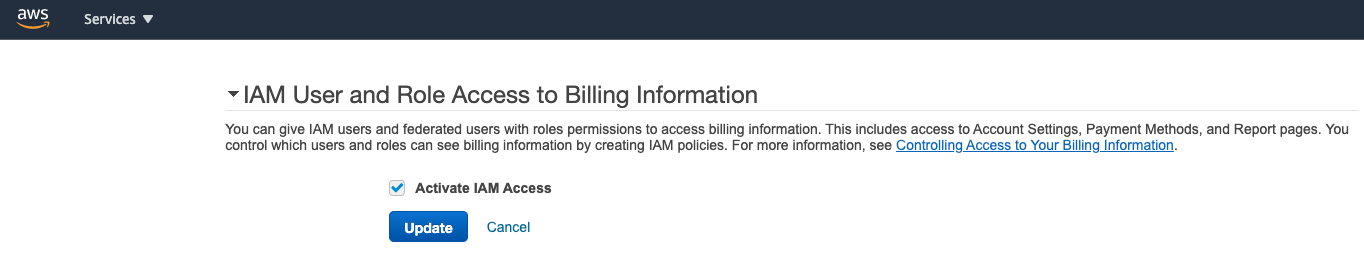 aws
Services
IAM User and Role Access to Billing Information
You can give IAM users and federated users with roles permissions to access billing information. This includes access to Account Settings, Payment Methods, and Report pages. You
control which users and roles can see billing information by creating IAM policies. For more information, see Controlling Access to Your Billing Information.
Activate IAM Access
Update
Cancel